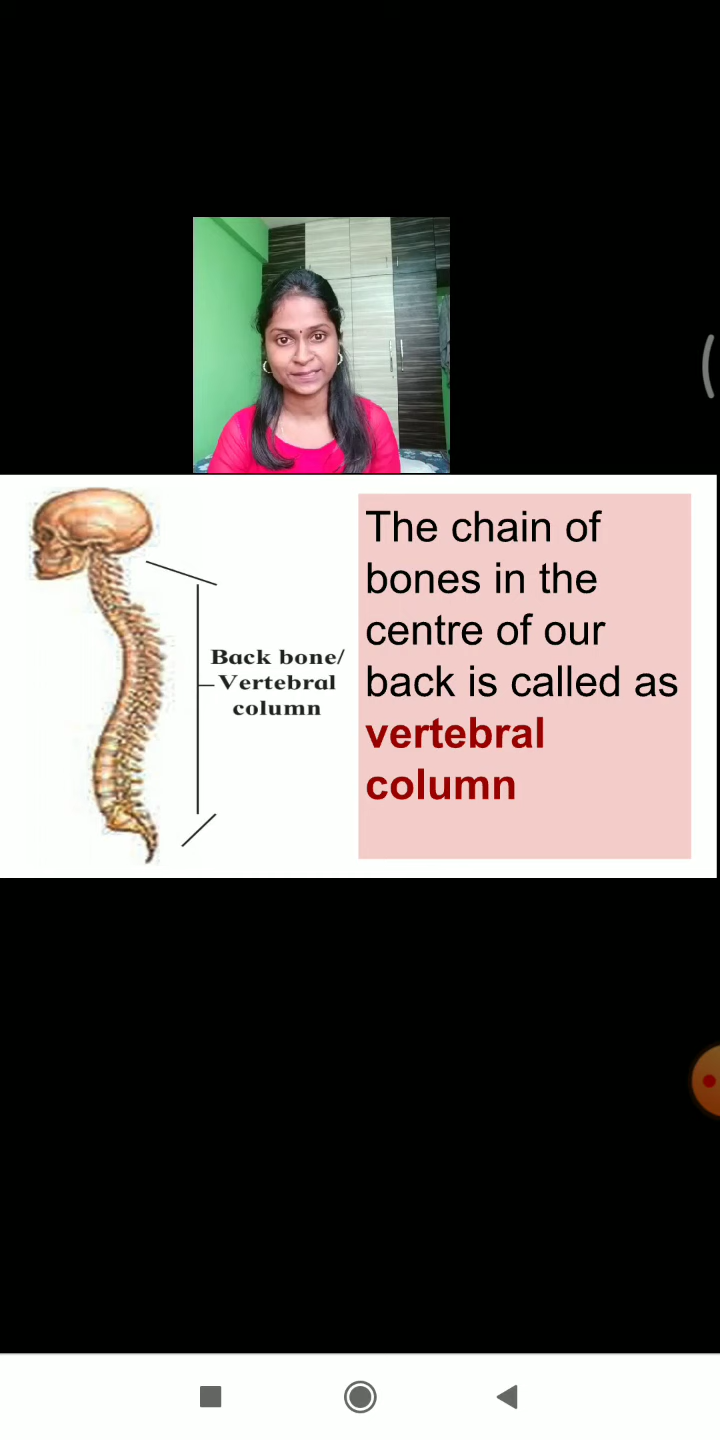 Back bone/
Vertebral
column
The chain of
bones in the
centre of our
back is called as
vertebral
column